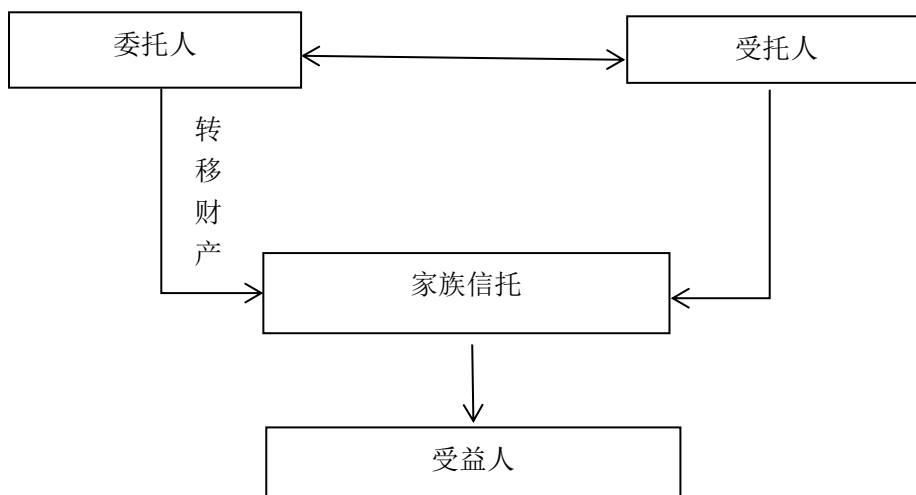 委托人
受托人
转移财产
家族信托
受益人